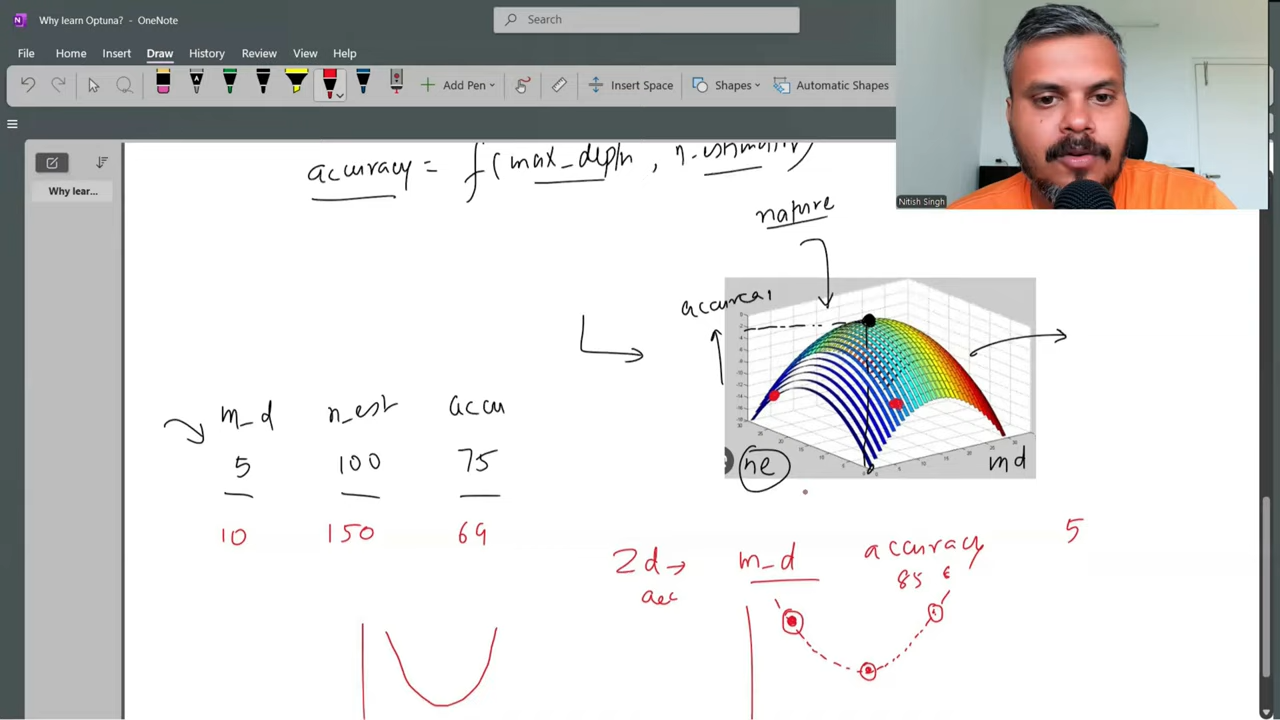 Why learn Optuna? - OneNote
Search
File Home Insert Draw History Review View Help
Add Pen
Insert Space
Shapes
Automatic Shapes
Why lear...
Nitish Singh
accuracy = f(max_depth,
nature
ne
md
m_d n_est accu
5 100 75
10 150 69
2d → m_d accuracy 5
acc 85